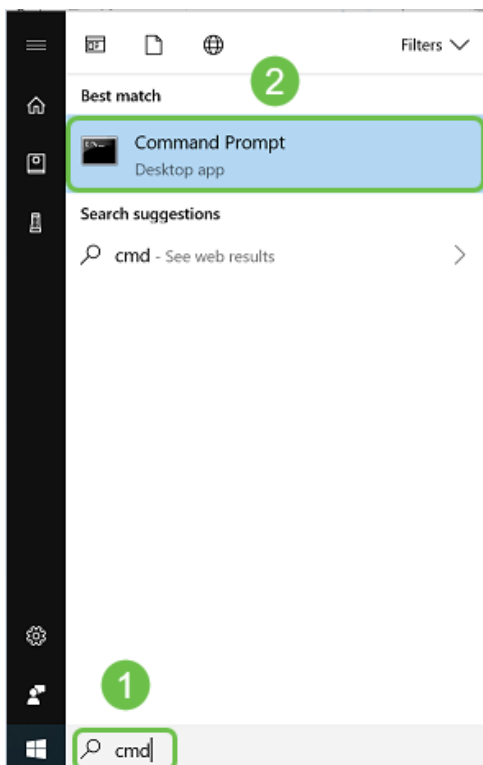 Filters
2
Best match
Command Prompt
Desktop app
Search suggestions
cmd - See web results
1
cmd